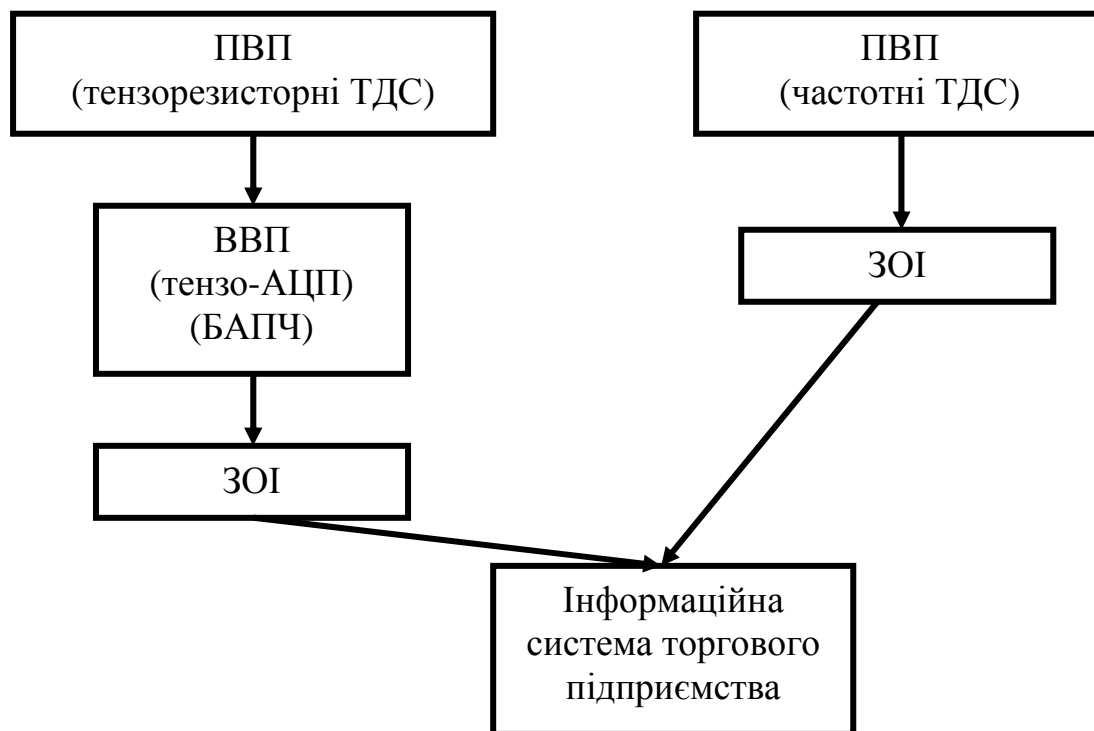 ПВП
(тензорезисторні ТДС)
ВВП
(тензо-АЦП)
(БАПЧ)
ЗОІ
ПВП
(частотні ТДС)
ЗОІ
Інформаційна
система торгового
підприємства